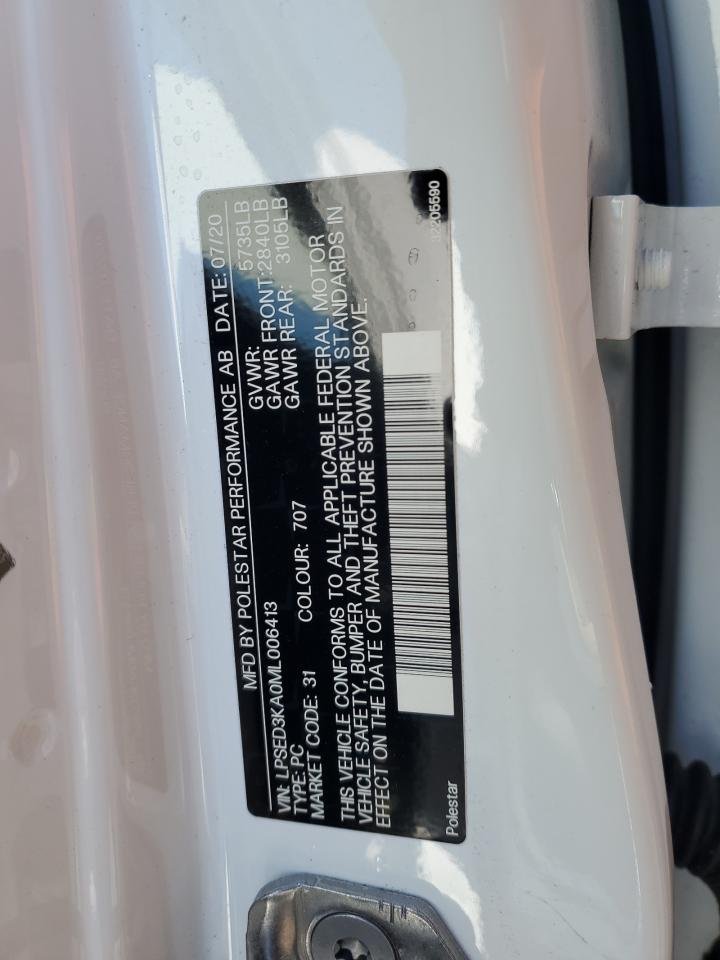 MFD BY POLESTAR PERFORMANCE AB DATE: 07/20
VIN: LPSED3KA0ML006413 GVWR: 5735LB
TYPE: PC GAWR FRONT: 2840LB
MARKET CODE: 31 COLOUR: 707 GAWR REAR: 3105LB
THIS VEHICLE CONFORMS TO ALL APPLICABLE FEDERAL MOTOR
VEHICLE SAFETY, BUMPER AND THEFT PREVENTION STANDARDS IN
EFFECT ON THE DATE OF MANUFACTURE SHOWN ABOVE.
Polestar 32205590